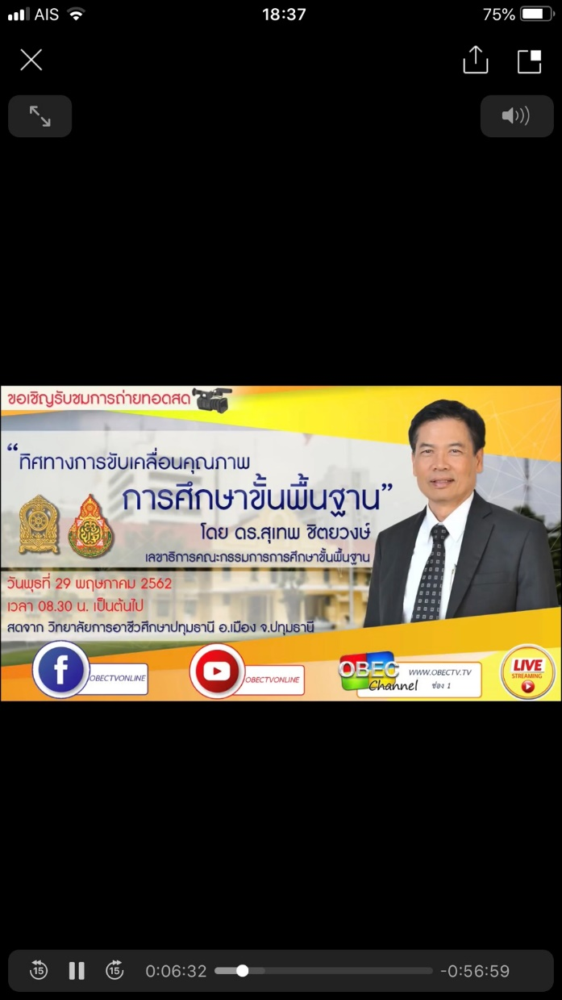 AIS
18:37
75%
ขอเชิญรับชมการถ่ายทอดสด
“ทิศทางการขับเคลื่อนคุณภาพ
การศึกษาขั้นพื้นฐาน”
โดย ดร.สุเทพ ชิตยวงษ์
เลขาธิการคณะกรรมการการศึกษาขั้นพื้นฐาน
วันพุธที่ 29 พฤษภาคม 2562
เวลา 08.30 น. เป็นต้นไป
สดจาก วิทยาลัยการอาชีวศึกษาปทุมธานี อ.เมือง จ.ปทุมธานี
f OBECTVONLINE
OBECTVONLINE
OBEC Channel
WWW.OBECTV.TV
ช่อง 1
LIVE
STREAMING
15
15
0:06:32
-0:56:59